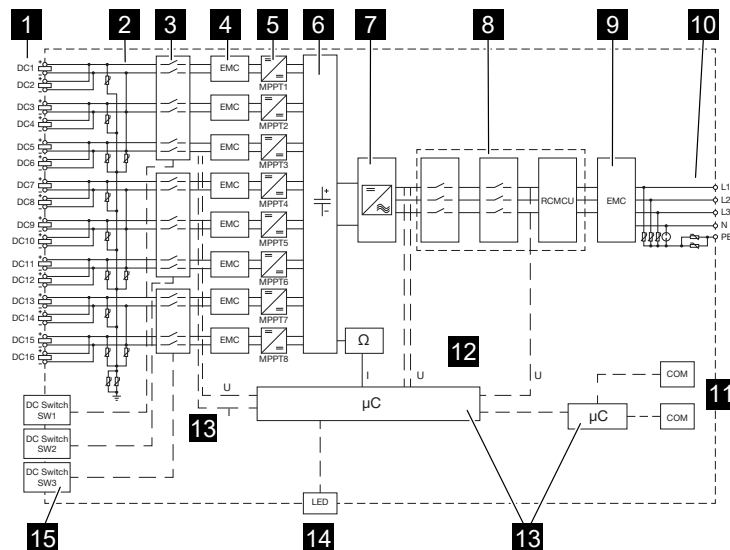 1 2 3 4 5 6 7 8 9 10
DC1
DC2
DC3
DC4
DC5
DC6
DC7
DC8
DC9
DC10
DC11
DC12
DC13
DC14
DC15
DC16
EMC
MPPT1
EMC
MPPT2
EMC
MPPT3
EMC
MPPT4
EMC
MPPT5
EMC
MPPT6
EMC
MPPT7
EMC
MPPT8
RCMCU
EMC
L1
L2
L3
N
PE
Ω
12
U
I
U
U
µC
13
I
COM
11
µC
COM
DC Switch
SW1
DC Switch
SW2
DC Switch
SW3
LED
15 14 13